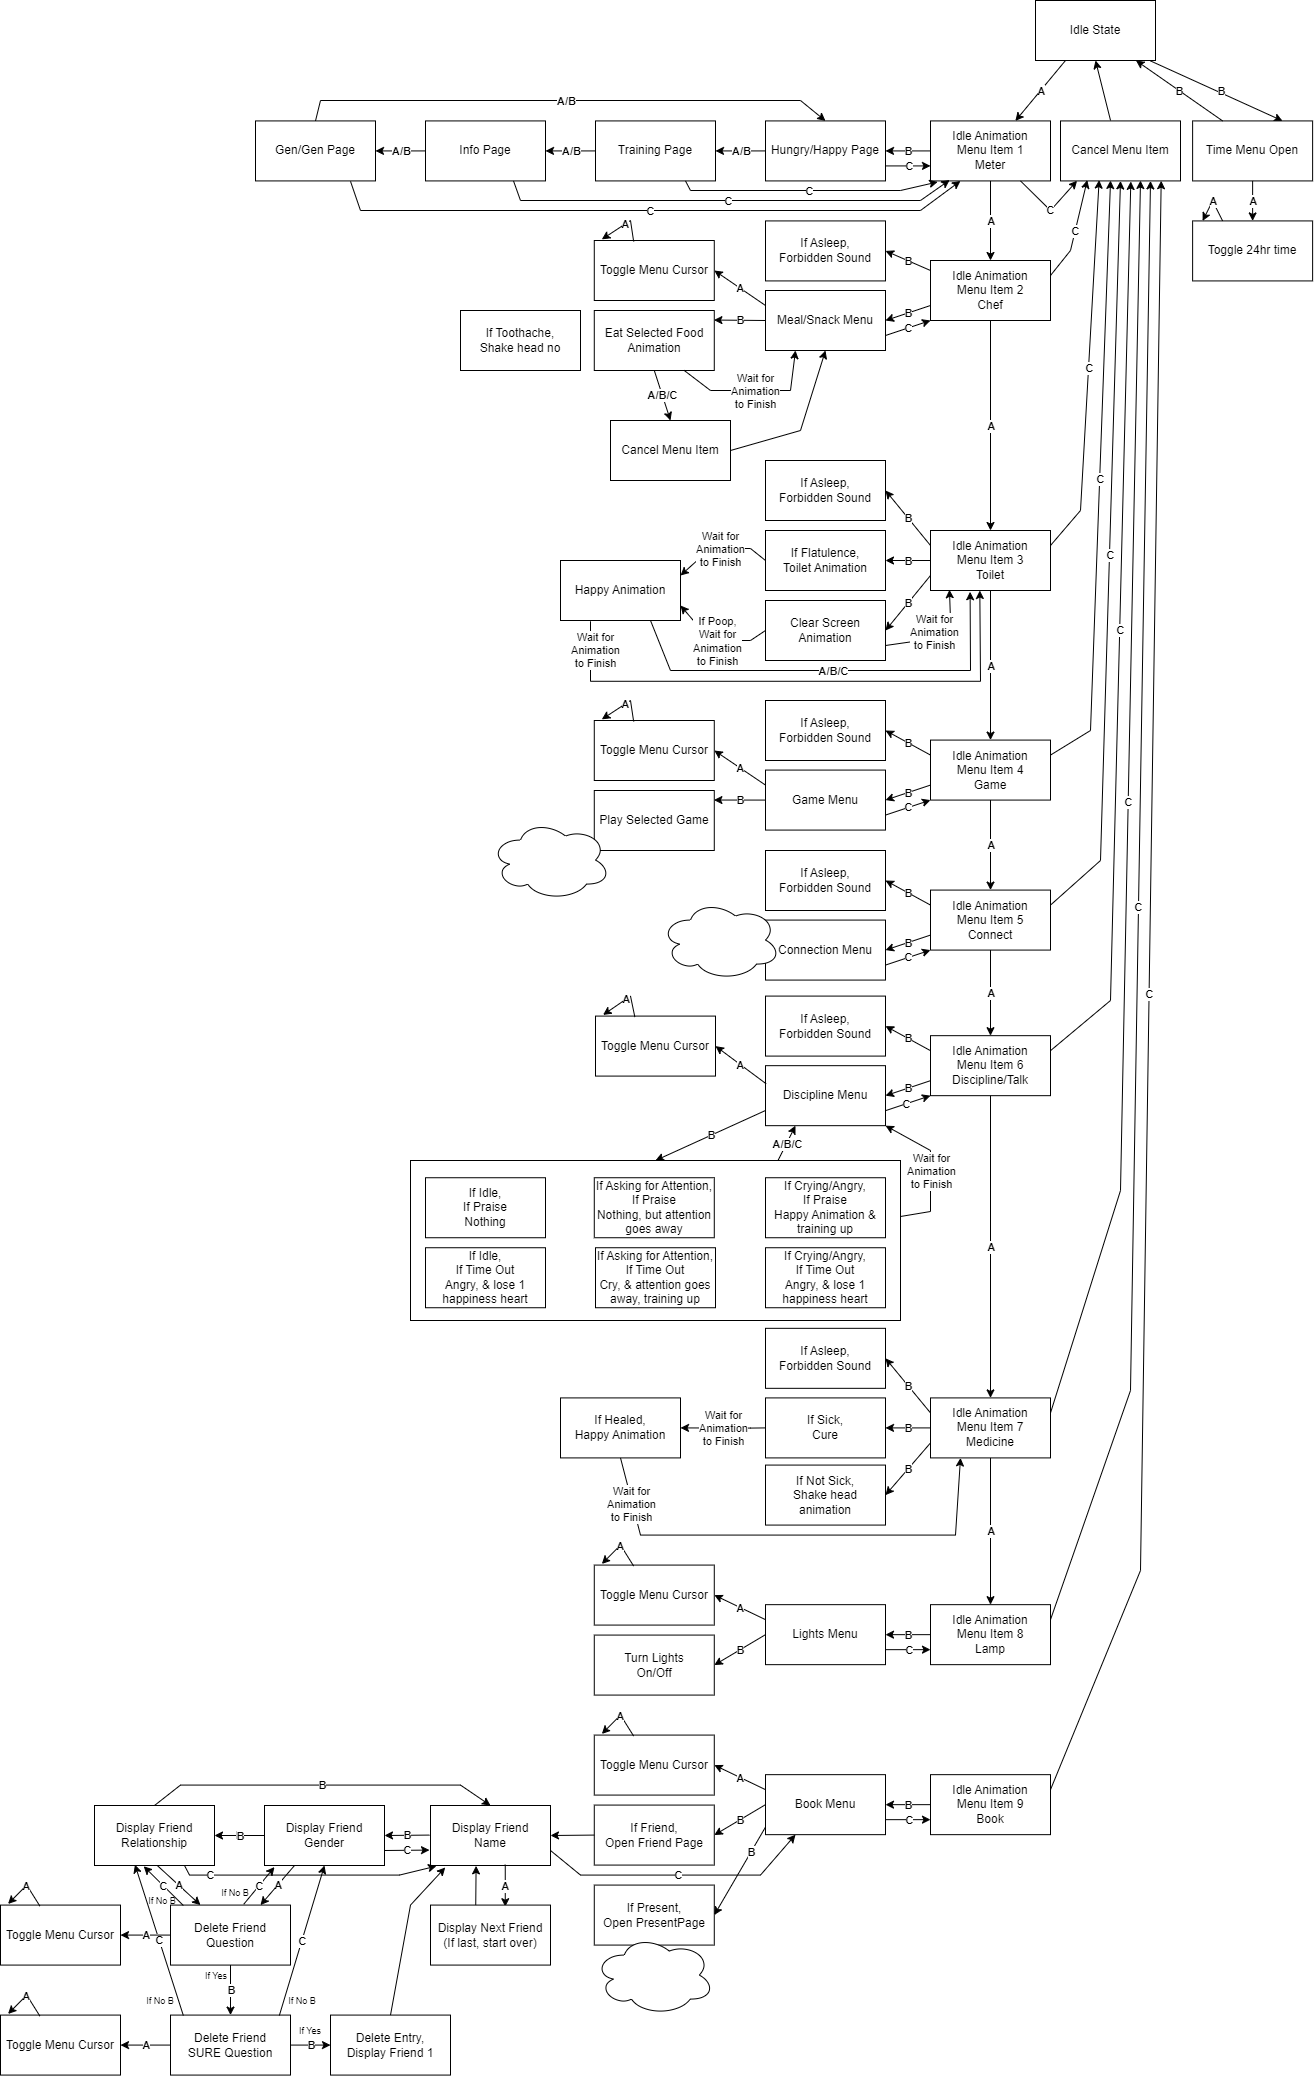 Idle State
A
B
B
A/B
Gen/Gen Page
A/B
Info Page
A/B
Training Page
A/B
Hungry/Happy Page
B
C
Idle Animation
Menu Item 1
Meter
Cancel Menu Item
Time Menu Open
C
C
C
C
A
A
A
Toggle 24hr time
A
Toggle Menu Cursor
If Asleep,
Forbidden Sound
B
C
Idle Animation
Menu Item 2
Chef
A
If Toothache,
Shake head no
Eat Selected Food
Animation
B
Meal/Snack Menu
B
C
A/B/C
Wait for
Animation
to Finish
C
A
Cancel Menu Item
If Asleep,
Forbidden Sound
C
B
Wait for
Animation
to Finish
If Flatulence,
Toilet Animation
B
Idle Animation
Menu Item 3
Toilet
C
Happy Animation
If Poop,
Wait for
Animation
to Finish
Clear Screen
Animation
B
Wait for
Animation
to Finish
Wait for
Animation
to Finish
A/B/C
A
C
A
Toggle Menu Cursor
If Asleep,
Forbidden Sound
B
Idle Animation
Menu Item 4
Game
A
Play Selected Game
B
Game Menu
B
C
C
A
If Asleep,
Forbidden Sound
B
Idle Animation
Menu Item 5
Connect
C
Connection Menu
B
C
A
C
A
Toggle Menu Cursor
If Asleep,
Forbidden Sound
B
Idle Animation
Menu Item 6
Discipline/Talk
A
Discipline Menu
B
C
B
A/B/C
Wait for
Animation
to Finish
If Idle,
If Praise
Nothing
If Asking for Attention,
If Praise
Nothing, but attention
goes away
If Crying/Angry,
If Praise
Happy Animation &
training up
If Idle,
If Time Out
Angry, & lose 1
happiness heart
If Asking for Attention,
If Time Out
Cry, & attention goes
away, training up
If Crying/Angry,
If Time Out
Angry, & lose 1
happiness heart
A
If Asleep,
Forbidden Sound
B
If Healed,
Happy Animation
Wait for
Animation
to Finish
If Sick,
Cure
B
Idle Animation
Menu Item 7
Medicine
If Not Sick,
Shake head
animation
B
Wait for
Animation
to Finish
A
A
Toggle Menu Cursor
A
Lights Menu
B
C
Idle Animation
Menu Item 8
Lamp
Turn Lights
On/Off
B
A
Toggle Menu Cursor
A
Book Menu
B
C
Idle Animation
Menu Item 9
Book
B
Display Friend
Relationship
B
Display Friend
Gender
B
C
Display Friend
Name
If Friend,
Open Friend Page
B
B
C
C
A
C
A
C
A
If No B
If No B
A
Toggle Menu Cursor
A
C
Delete Friend
Question
C
Display Next Friend
(If last, start over)
If Present,
Open PresentPage
If Yes
B
A
If No B
If No B
Toggle Menu Cursor
A
Delete Friend
SURE Question
If Yes
B
Delete Entry,
Display Friend 1